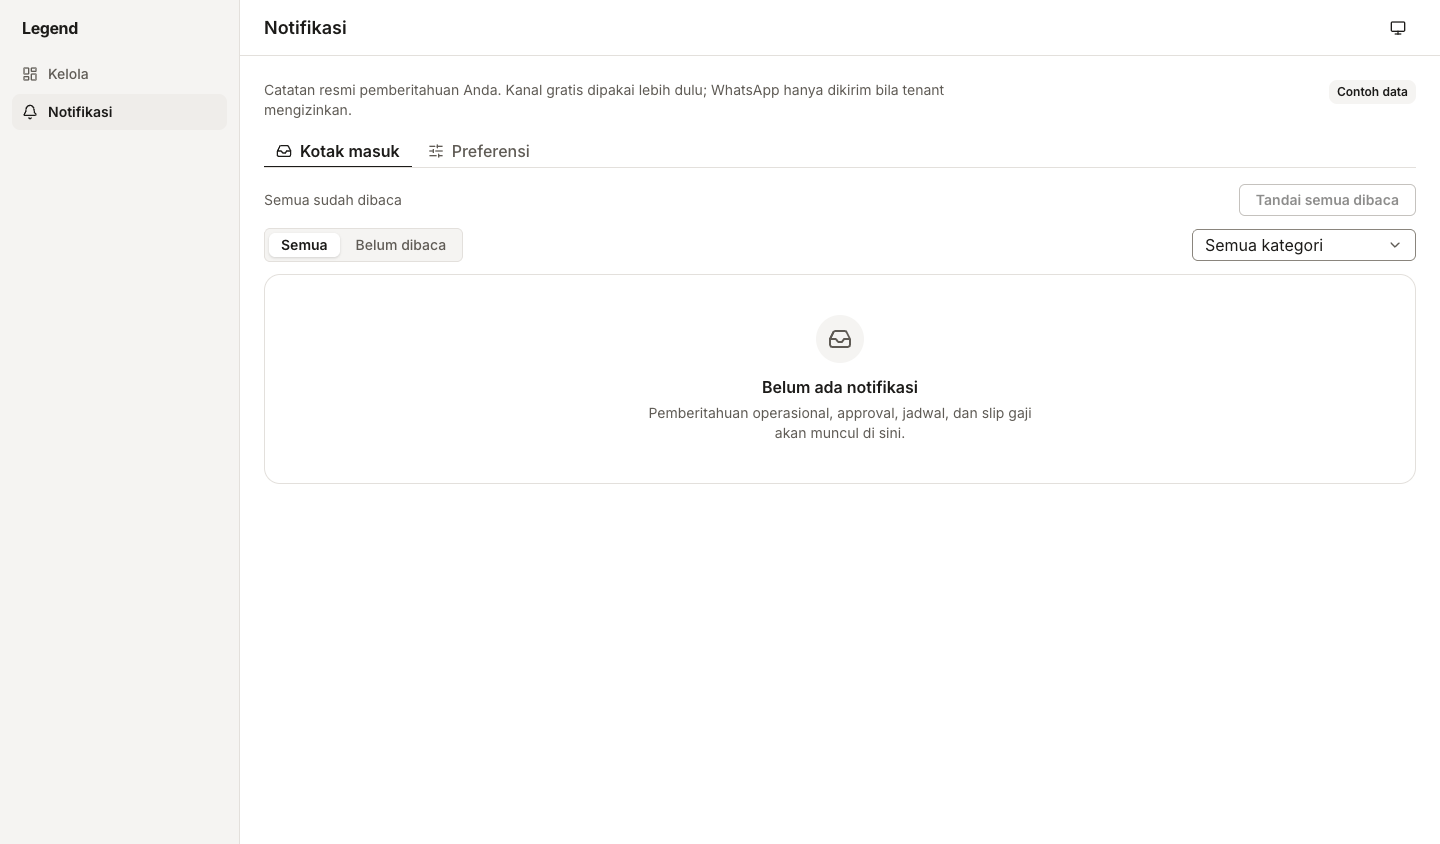 Legend
Notifikasi
Kelola
Notifikasi
Catatan resmi pemberitahuan Anda. Kanal gratis dipakai lebih dulu; WhatsApp hanya dikirim bila tenant
mengizinkan.
Contoh data
Kotak masuk
Preferensi
Semua sudah dibaca
Tandai semua dibaca
Semua
Belum dibaca
Semua kategori
Belum ada notifikasi
Pemberitahuan operasional, approval, jadwal, dan slip gaji
akan muncul di sini.